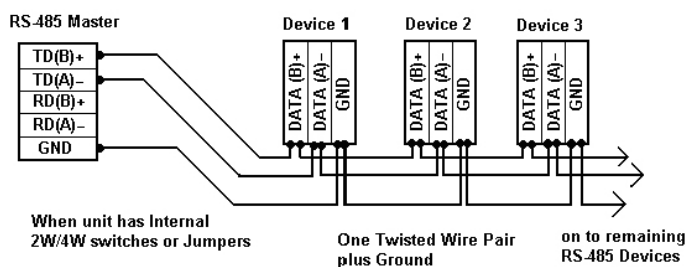 RS-485 Master
TD(B)+
TD(A)–
RD(B)+
RD(A)–
GND
Device 1
DATA (B)+
DATA (A)–
GND
Device 2
DATA (B)+
DATA (A)–
GND
Device 3
DATA (B)+
DATA (A)–
GND
When unit has Internal
2W/4W switches or Jumpers
One Twisted Wire Pair
plus Ground
on to remaining
RS-485 Devices